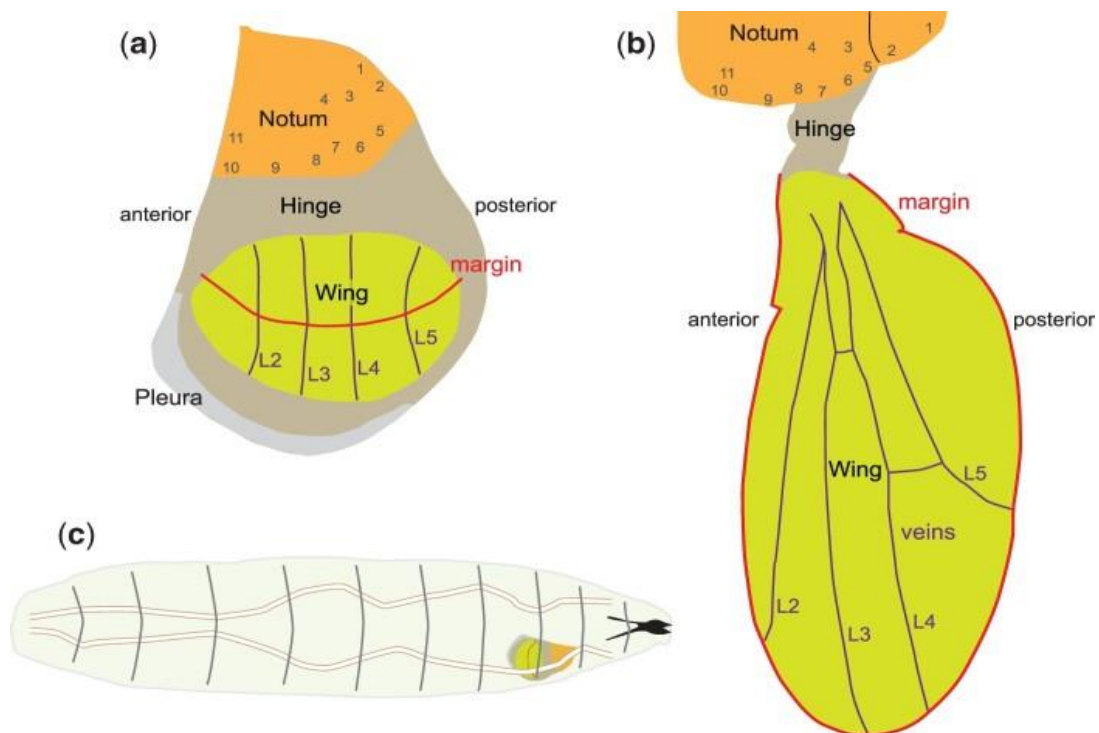 (a)
1
2
3
4
Notum
5
6
7
8
9
10
11
Hinge
anterior
posterior
margin
Wing
L2
L3
L4
L5
Pleura
(b)
Notum
1
2
3
4
5
6
7
8
9
10
11
Hinge
margin
anterior
posterior
Wing
L5
veins
L2
L3
L4
(c)